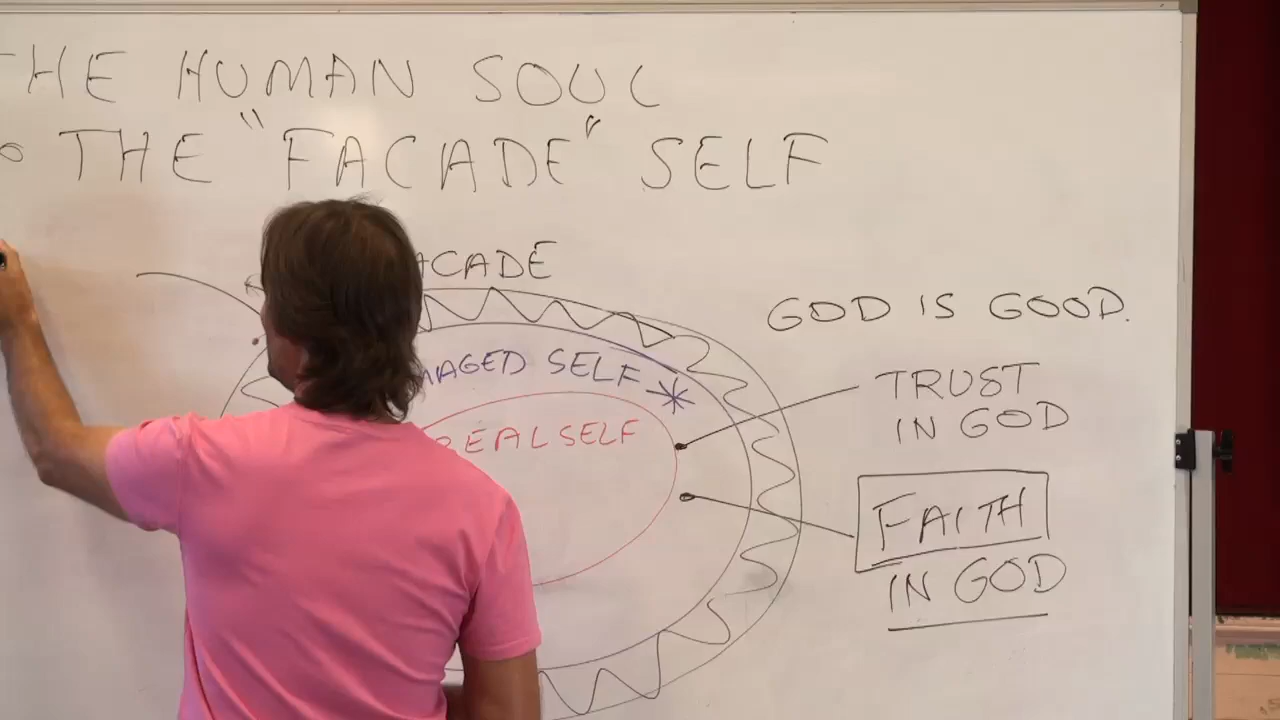 HE HUMAN SOUL
o THE "FACADE" SELF
ACADE
GOD IS GOOD.
MAGED SELF
TRUST
IN GOD
REAL SELF
FAITH
IN GOD